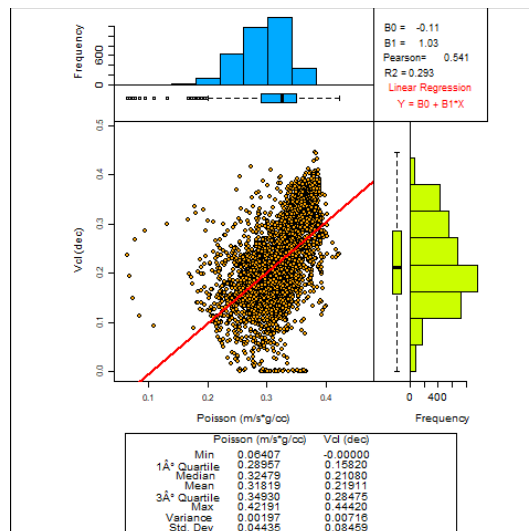 Frequency
600
0
B0 = -0.11
B1 = 1.03
Pearson= 0.541
R2 = 0.293
Linear Regression
Y = B0 + B1*X
Vcl (dec)
0.5
0.4
0.3
0.2
0.1
0.0
0.1 0.2 0.3 0.4
Poisson (m/s*g/cc)
0 400
Frequency
Poisson (m/s*g/cc) Vcl (dec)
Min 0.06407 -0.00000
1Âº Quartile 0.28957 0.15820
Median 0.32479 0.21080
Mean 0.31819 0.21911
3Âº Quartile 0.34930 0.28475
Max 0.42191 0.44420
Variance 0.00197 0.00716
Std. Dev 0.04435 0.08459